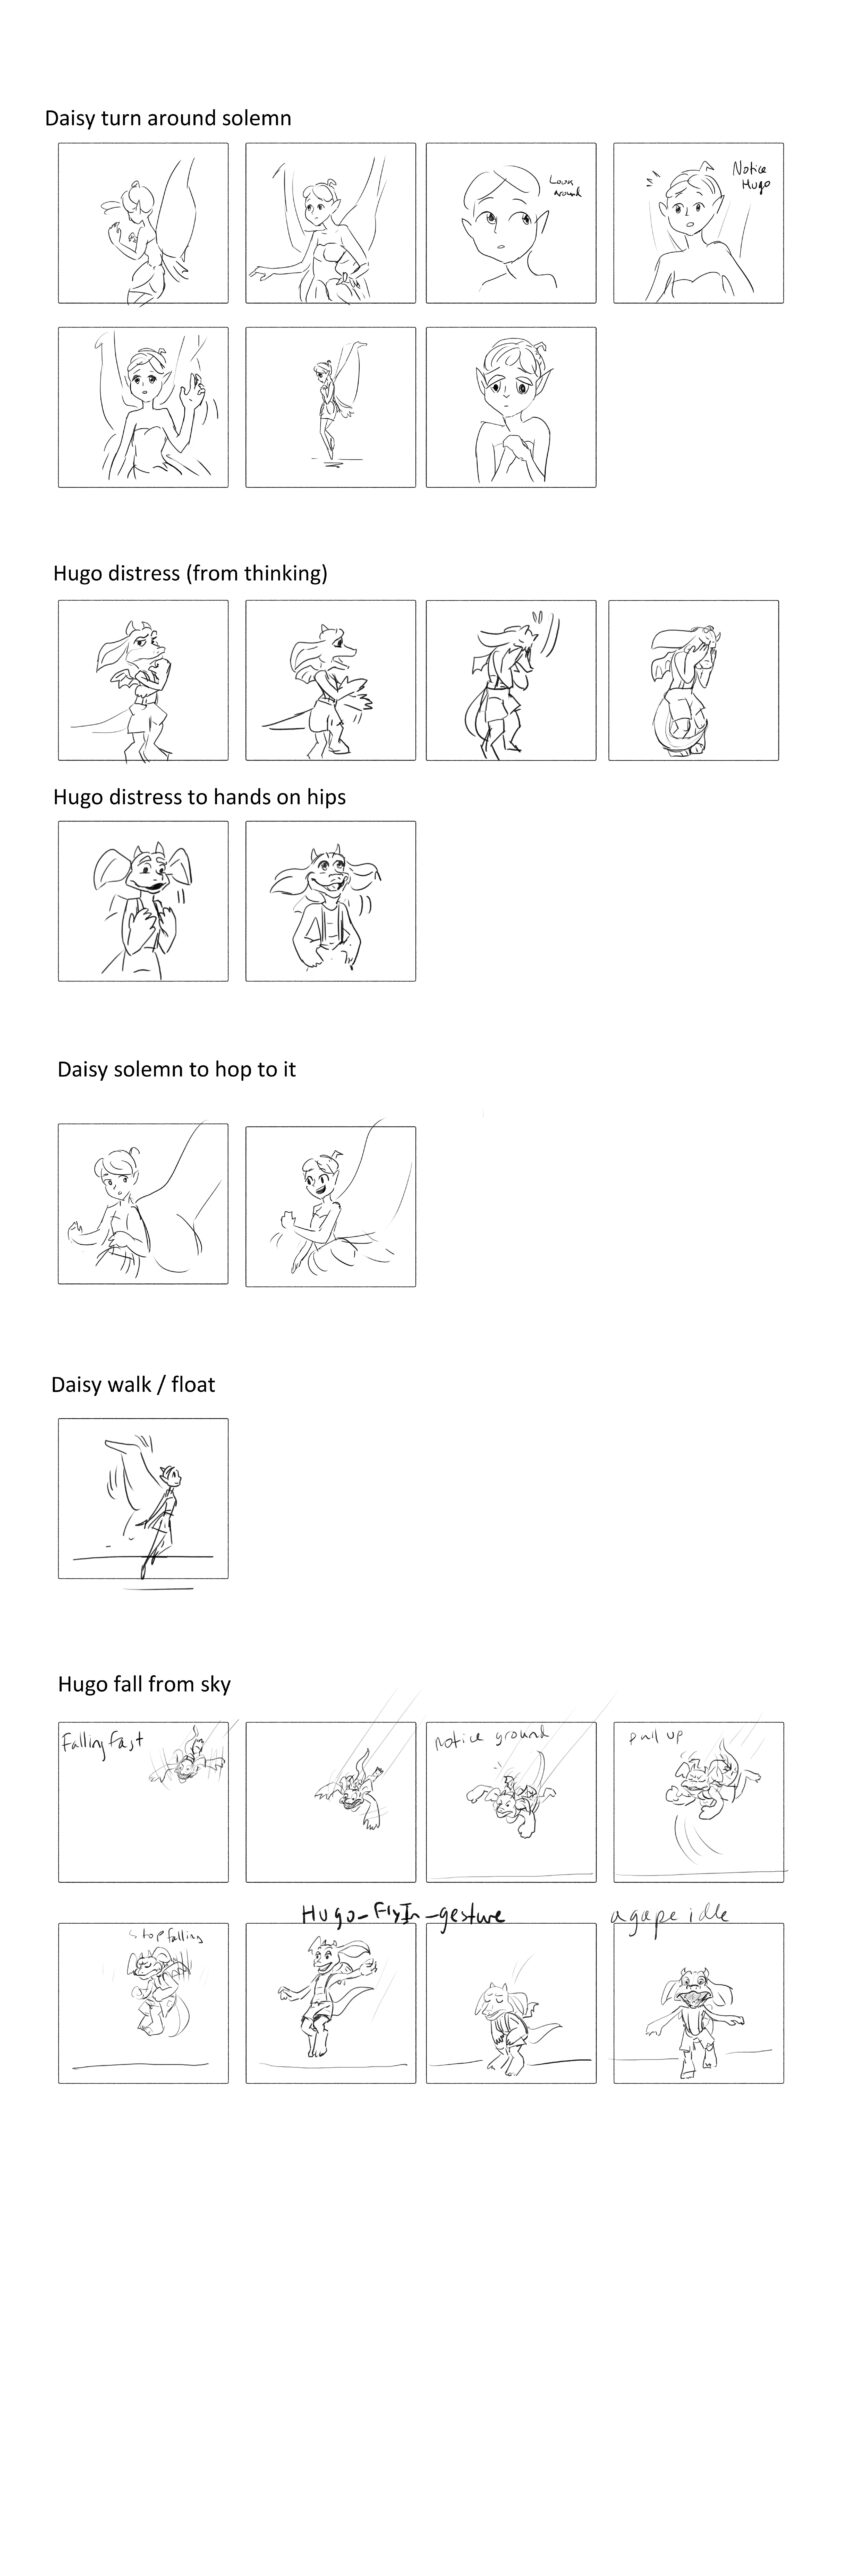 Daisy turn around solemn
Look
around
Notice
Hugo
Hugo distress (from thinking)
Hugo distress to hands on hips
Daisy solemn to hop to it
Daisy walk / float
Hugo fall from sky
Falling fast
notice ground
pull up
stop falling
Hugo-FlyIn-gesture
agape idle